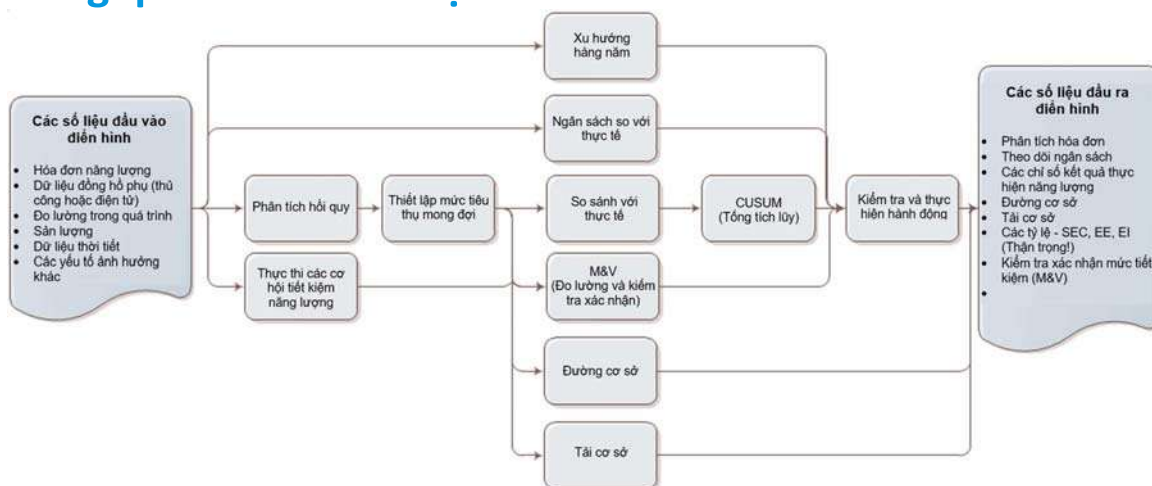 Xu hướng
hàng năm
Các số liệu đầu vào
điển hình
• Hóa đơn năng lượng
• Dữ liệu đồng hồ phụ (thủ
công hoặc điện tử)
• Đo lường trong quá trình
• Sản lượng
• Dữ liệu thời tiết
• Các yếu tố ảnh hưởng
khác
Ngân sách so với
thực tế
Phân tích hồi quy
Thiết lập mức tiêu
thụ mong đợi
So sánh với
thực tế
CUSUM
(Tổng tích lũy)
Kiểm tra và thực
hiện hành động
Thực thi các cơ
hội tiết kiệm
năng lượng
M&V
(Đo lường và kiểm
tra xác nhận)
Đường cơ sở
Tải cơ sở
Các số liệu đầu ra
điển hình
• Phân tích hóa đơn
• Theo dõi ngân sách
• Các chỉ số kết quả thực
hiện năng lượng
• Đường cơ sở
• Tải cơ sở
• Các tỷ lệ - SEC, EE, EI
(Thận trọng!)
• Kiểm tra xác nhận mức tiết
kiệm (M&V)
•